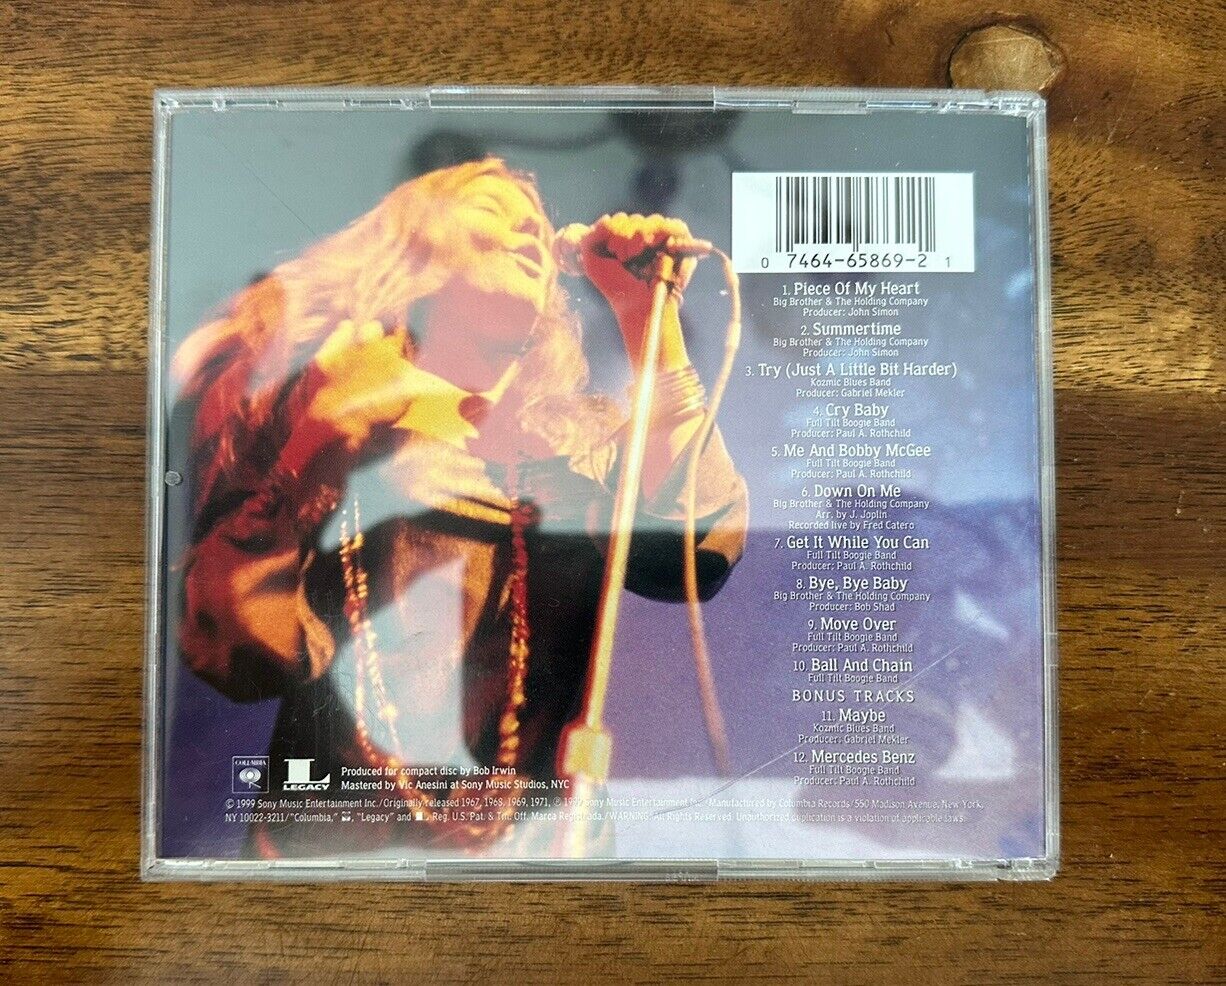 0 7464-65869-2 1
1. Piece Of My Heart
Big Brother & The Holding Company
Producer: John Simon
2. Summertime
Big Brother & The Holding Company
Producer: John Simon
3. Try (Just A Little Bit Harder)
Kozmic Blues Band
Producer: Gabriel Mekler
4. Cry Baby
Full Tilt Boogie Band
Producer: Paul A. Rothchild
5. Me And Bobby McGee
Full Tilt Boogie Band
Producer: Paul A. Rothchild
6. Down On Me
Big Brother & The Holding Company
Arr. by J. Joplin
Recorded live by Fred Catero
7. Get It While You Can
Full Tilt Boogie Band
Producer: Paul A. Rothchild
8. Bye, Bye Baby
Big Brother & The Holding Company
Producer: Bob Shad
9. Move Over
Full Tilt Boogie Band
Producer: Paul A. Rothchild
10. Ball And Chain
Full Tilt Boogie Band
BONUS TRACKS
11. Maybe
Kozmic Blues Band
Producer: Gabriel Mekler
12. Mercedes Benz
Full Tilt Boogie Band
Producer: Paul A. Rothchild
COLUMBIA
L
LEGACY
Produced for compact disc by Bob Irwin
Mastered by Vic Anesini at Sony Music Studios, NYC
© 1999 Sony Music Entertainment Inc./Originally released 1967, 1968, 1969, 1971, ℗ 1999 Sony Music Entertainment Inc./Manufactured by Columbia Records/550 Madison Avenue, New York,
NY 10022-3211/"Columbia," "Legacy" and L Reg. U.S. Pat. & Tm. Off. Marca Registrada./WARNING: All Rights Reserved. Unauthorized duplication is a violation of applicable laws.